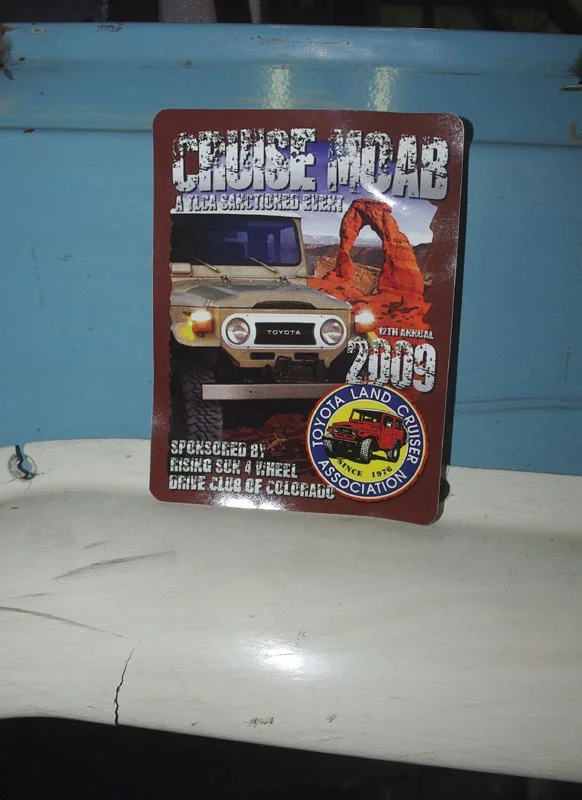 CRUISE MOAB
A TLCA SANCTIONED EVENT
TOYOTA
12TH ANNUAL
2009
TOYOTA LAND CRUISER
ASSOCIATION
SINCE 1976
SPONSORED BY
RISING SUN 4 WHEEL
DRIVE CLUB OF COLORADO